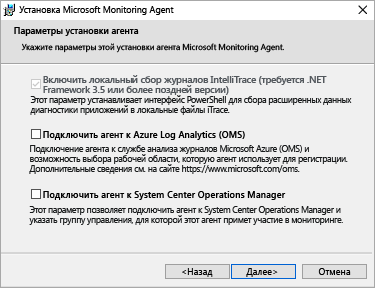 Установка Microsoft Monitoring Agent
Параметры установки агента
Укажите параметры этой установки агента Microsoft Monitoring Agent.
Включить локальный сбор журналов IntelliTrace (требуется .NET
Framework 3.5 или более поздней версии)
Этот параметр устанавливает интерфейс PowerShell для сбора расширенных данных
диагностики приложений в локальные файлы iTrace.
Подключить агент к Azure Log Analytics (OMS)
Подключение агента к службе анализа журналов Microsoft Azure (OMS) и
возможность выбора рабочей области, которую агент использует для регистрации.
Дополнительные сведения см. на сайте https://www.microsoft.com/oms.
Подключить агент к System Center Operations Manager
Этот параметр позволяет подключить агент к System Center Operations Manager и
указать группу управления, для которой этот агент примет участие в мониторинге.
<Назад Далее> Отмена